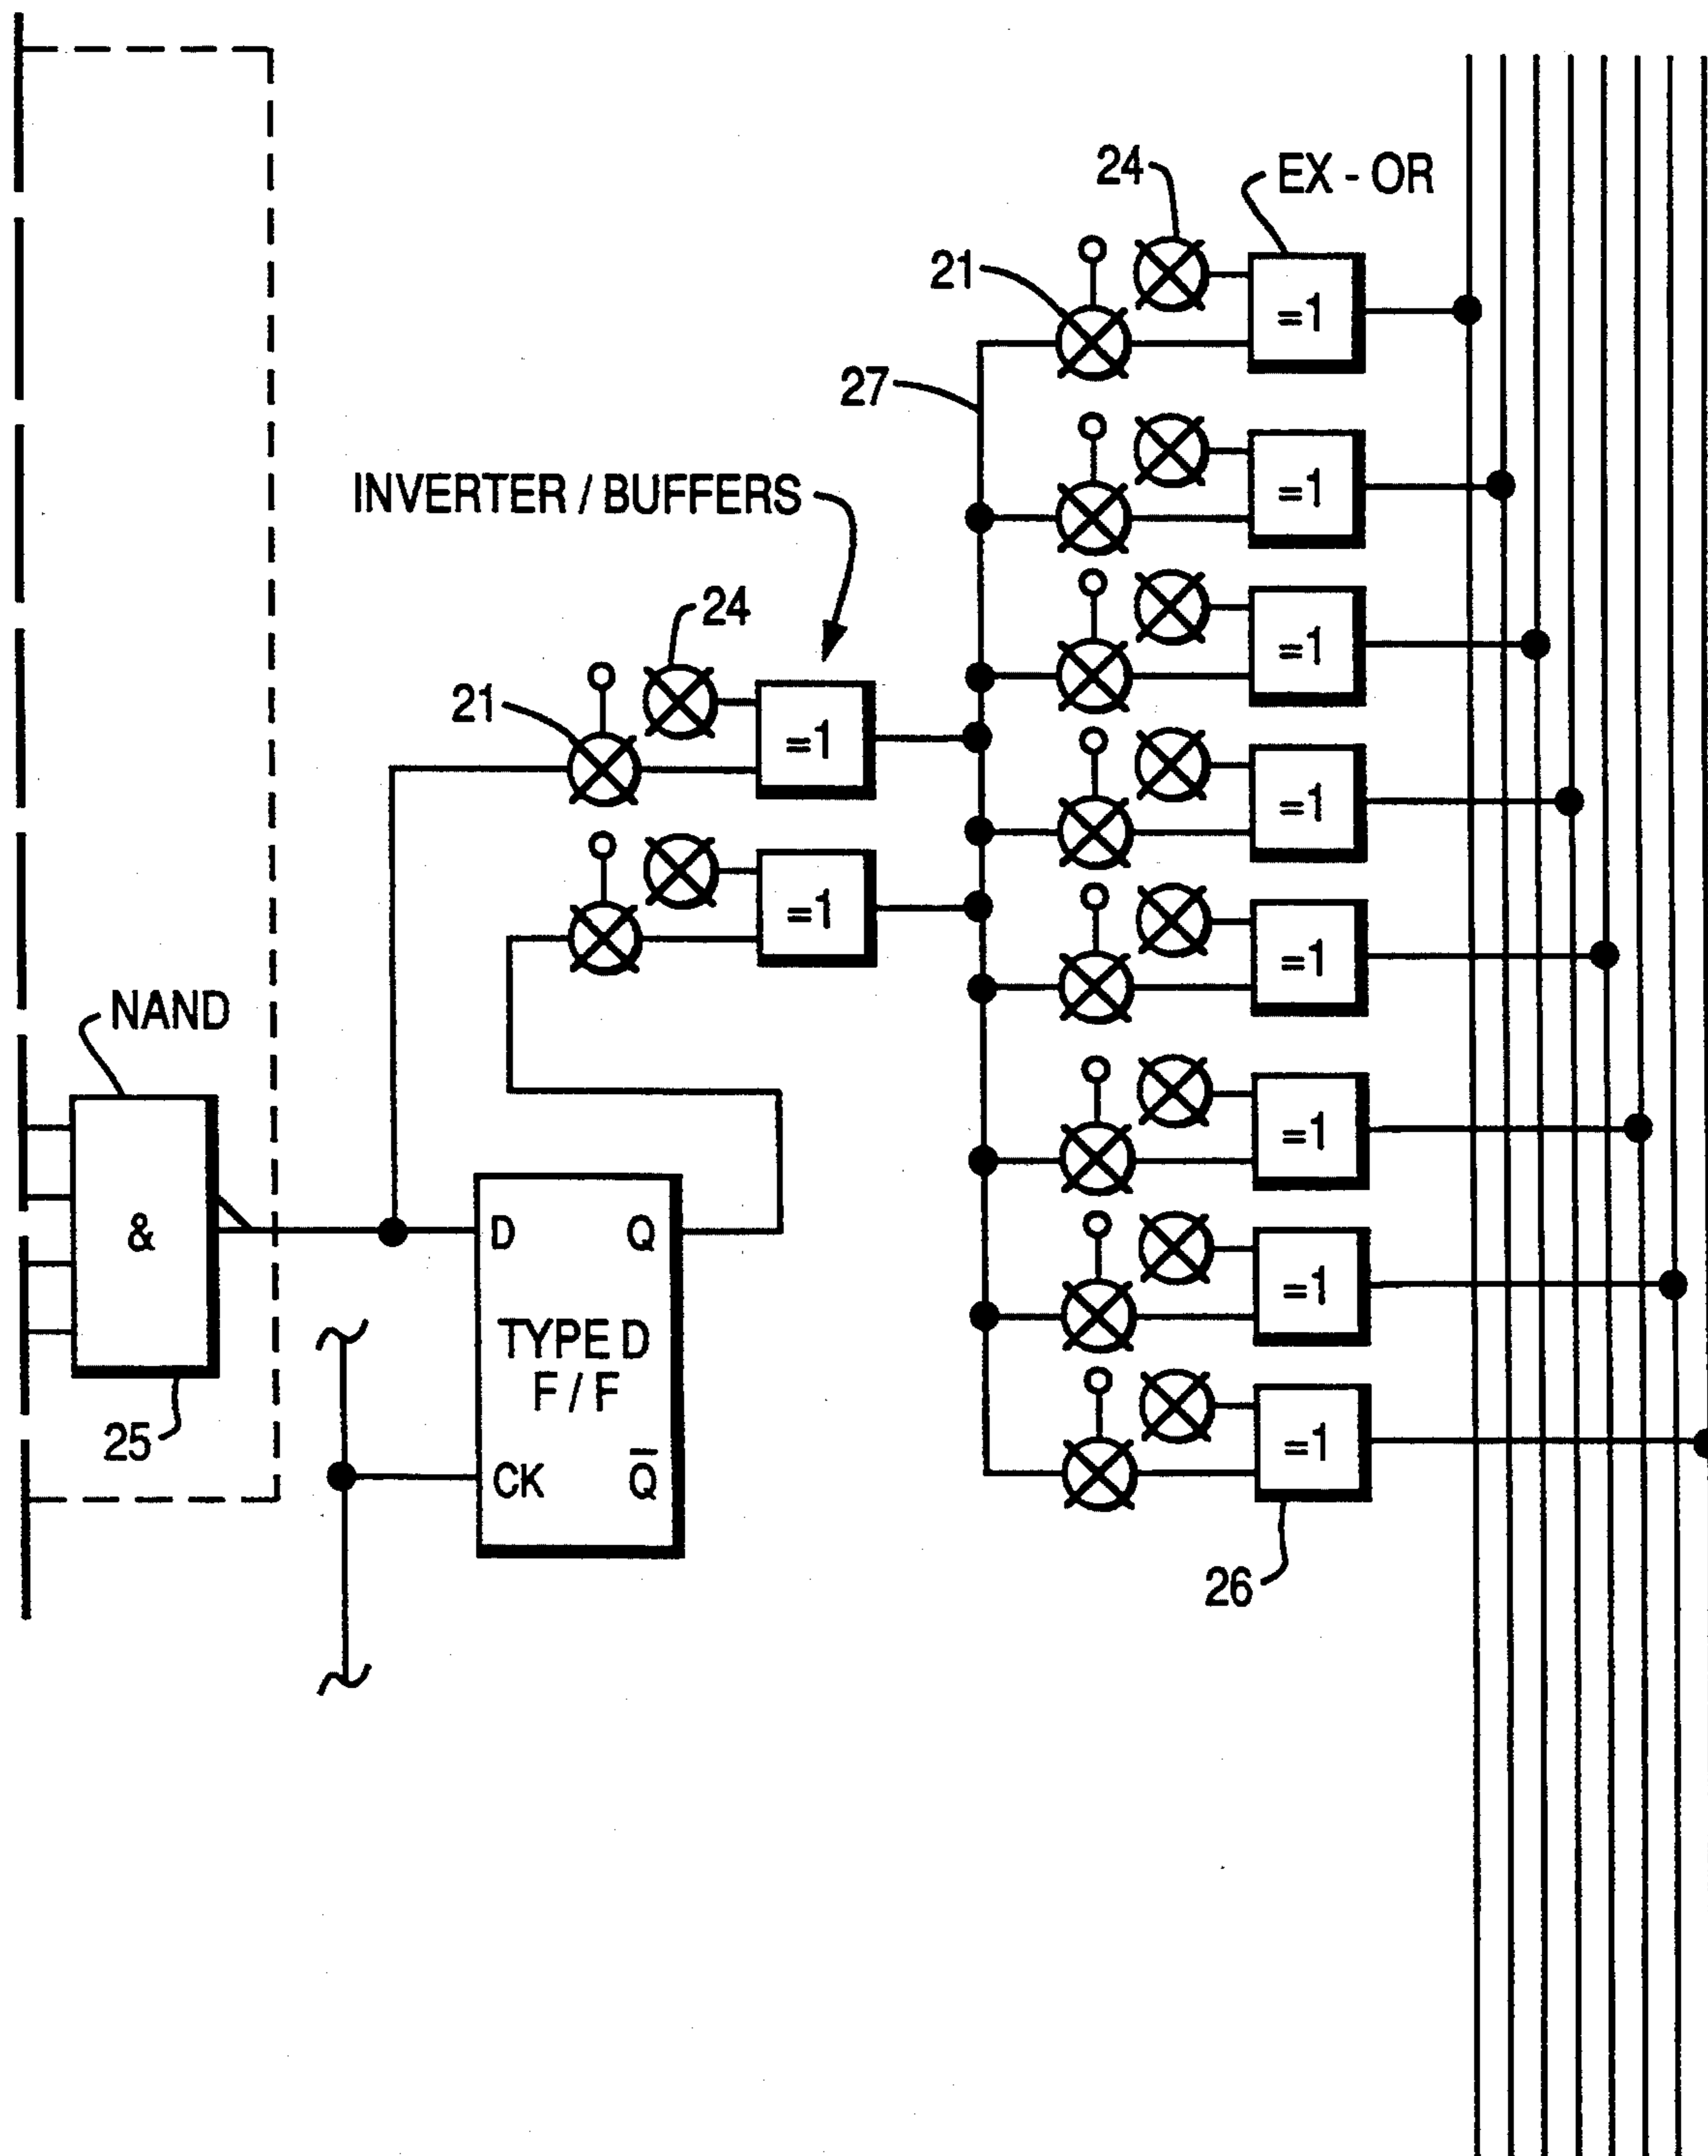 24
EX - OR
21
=1
27
=1
INVERTER / BUFFERS
24
=1
21
=1
=1
=1
=1
NAND
=1
&
D Q
=1
TYPE D
F / F
25
CK Q̅
=1
26